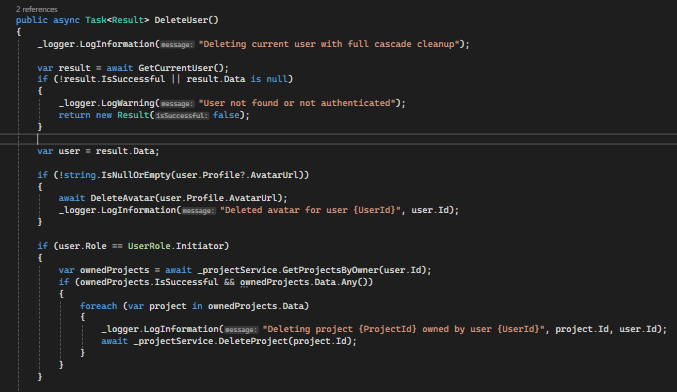 2 references
public async Task<Result> DeleteUser()
{
_logger.LogInformation(message: "Deleting current user with full cascade cleanup");
var result = await GetCurrentUser();
if (!result.IsSuccessful || result.Data is null)
{
_logger.LogWarning(message: "User not found or not authenticated");
return new Result(isSuccessful: false);
}
var user = result.Data;
if (!string.IsNullOrEmpty(user.Profile?.AvatarUrl))
{
await DeleteAvatar(user.Profile.AvatarUrl);
_logger.LogInformation(message: "Deleted avatar for user {UserId}", user.Id);
}
if (user.Role == UserRole.Initiator)
{
var ownedProjects = await _projectService.GetProjectsByOwner(user.Id);
if (ownedProjects.IsSuccessful && ownedProjects.Data.Any())
{
foreach (var project in ownedProjects.Data)
{
_logger.LogInformation(message: "Deleting project {ProjectId} owned by user {UserId}", project.Id, user.Id);
await _projectService.DeleteProject(project.Id);
}
}
}